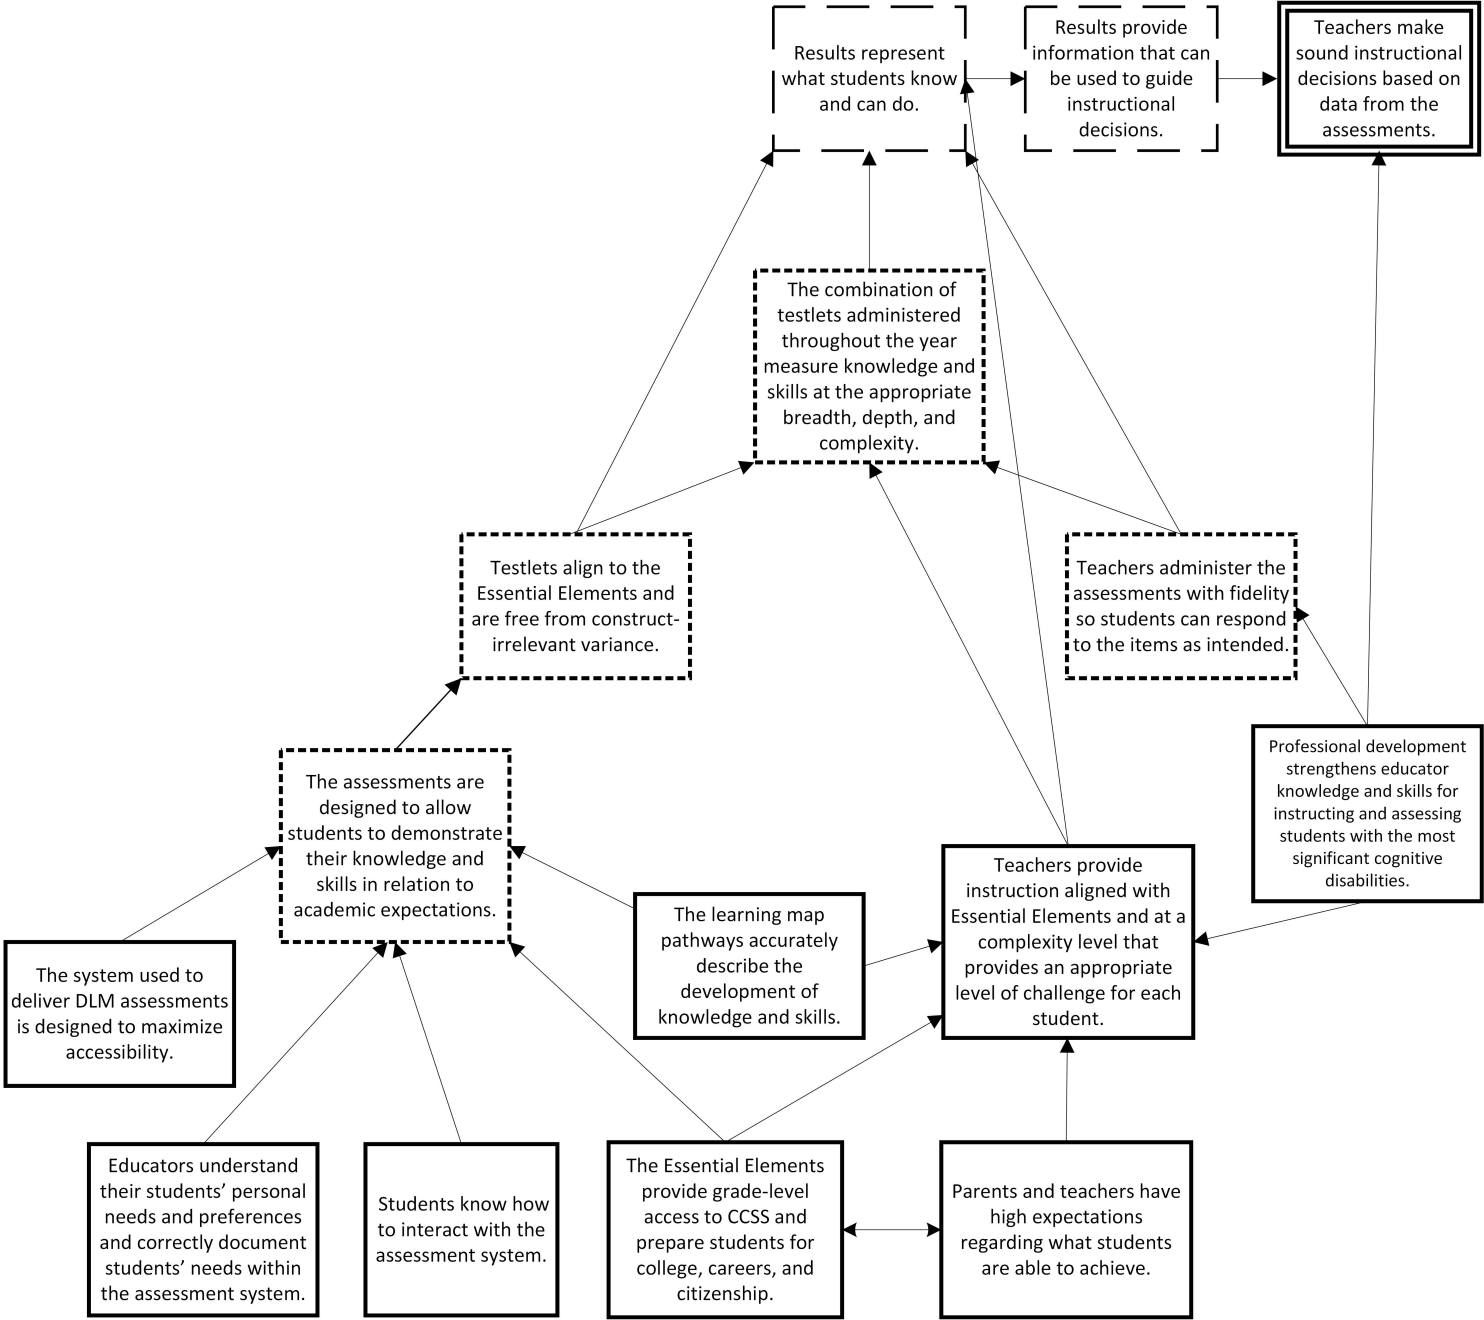 Results represent
what students know
and can do.
Results provide
information that can
be used to guide
instructional
decisions.
Teachers make
sound instructional
decisions based on
data from the
assessments.
The combination of
testlets administered
throughout the year
measure knowledge and
skills at the appropriate
breadth, depth, and
complexity.
Testlets align to the
Essential Elements and
are free from construct-
irrelevant variance.
Teachers administer the
assessments with fidelity
so students can respond
to the items as intended.
Professional development
strengthens educator
knowledge and skills for
instructing and assessing
students with the most
significant cognitive
disabilities.
The assessments are
designed to allow
students to demonstrate
their knowledge and
skills in relation to
academic expectations.
The learning map
pathways accurately
describe the
development of
knowledge and skills.
Teachers provide
instruction aligned with
Essential Elements and at a
complexity level that
provides an appropriate
level of challenge for each
student.
The system used to
deliver DLM assessments
is designed to maximize
accessibility.
Educators understand
their students’ personal
needs and preferences
and correctly document
students’ needs within
the assessment system.
Students know how
to interact with the
assessment system.
The Essential Elements
provide grade-level
access to CCSS and
prepare students for
college, careers, and
citizenship.
Parents and teachers have
high expectations
regarding what students
are able to achieve.